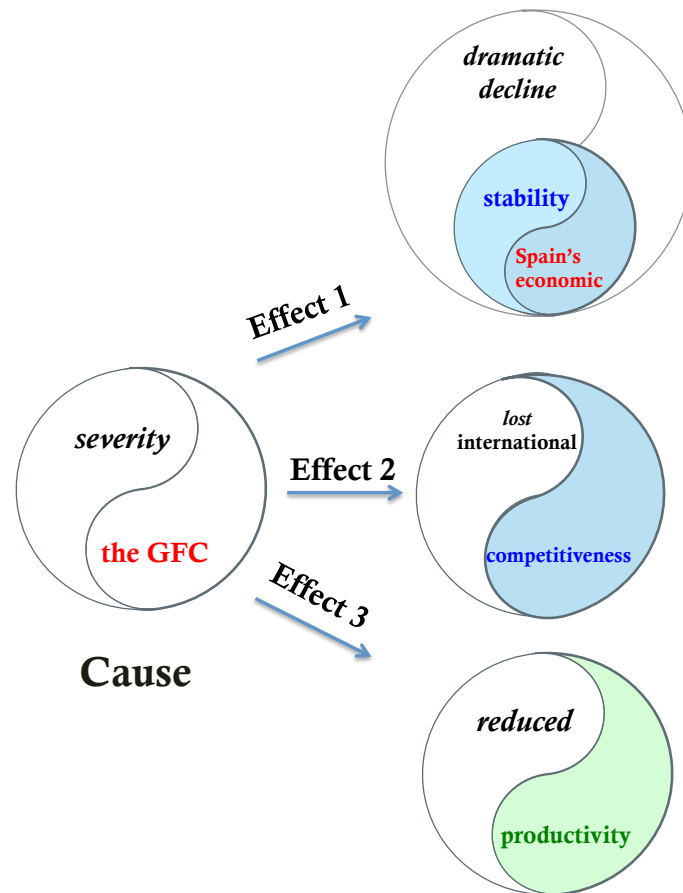 dramatic
decline
stability
Spain's
economic
Effect 1
severity
the GFC
Cause
Effect 2
lost
international
competitiveness
Effect 3
reduced
productivity